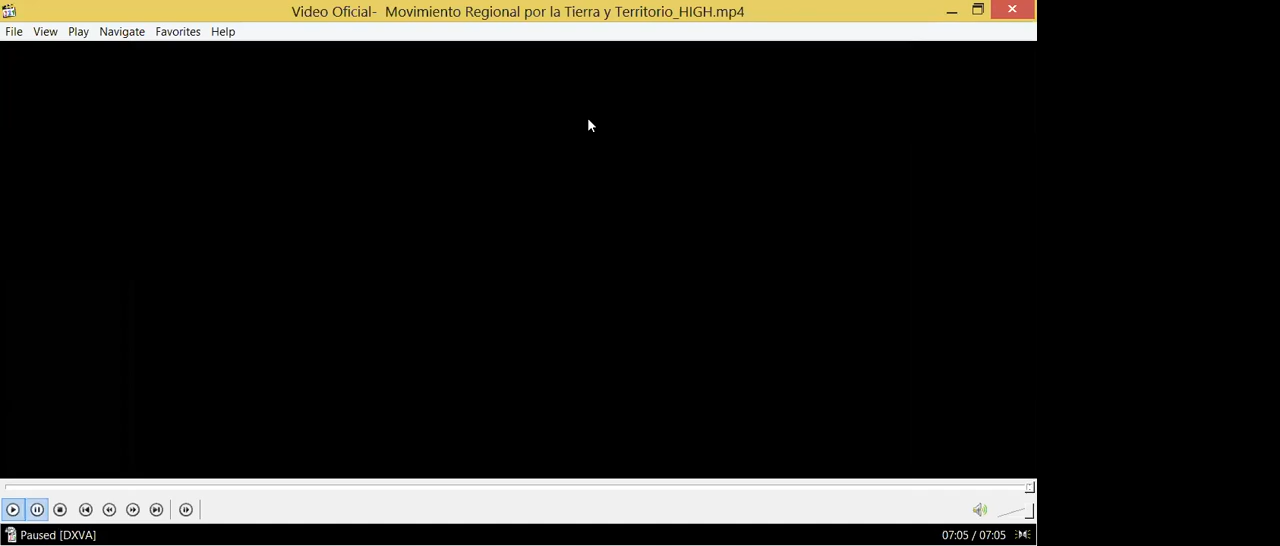 Video Oficial-  Movimiento Regional por la Tierra y Territorio_HIGH.mp4
File View Play Navigate Favorites Help
Paused [DXVA] 07:05 / 07:05